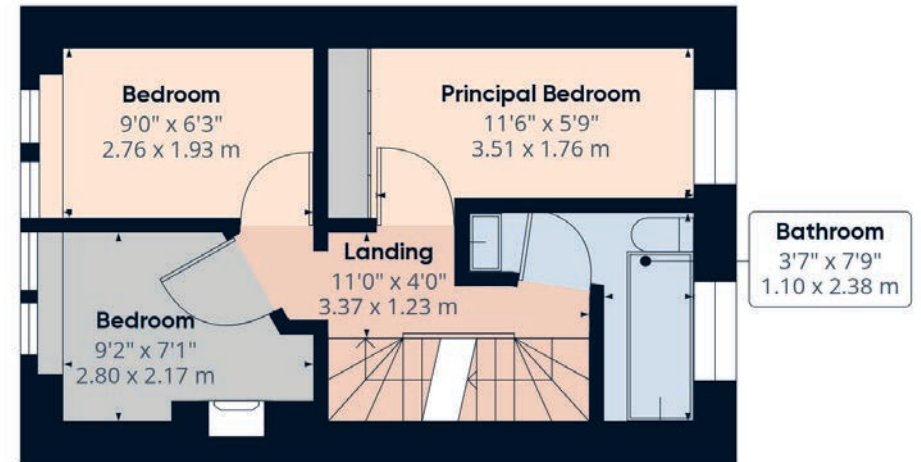 Bedroom
9'0" x 6'3"
2.76 x 1.93 m
Principal Bedroom
11'6" x 5'9"
3.51 x 1.76 m
Landing
11'0" x 4'0"
3.37 x 1.23 m
Bathroom
3'7" x 7'9"
1.10 x 2.38 m
Bedroom
9'2" x 7'1"
2.80 x 2.17 m